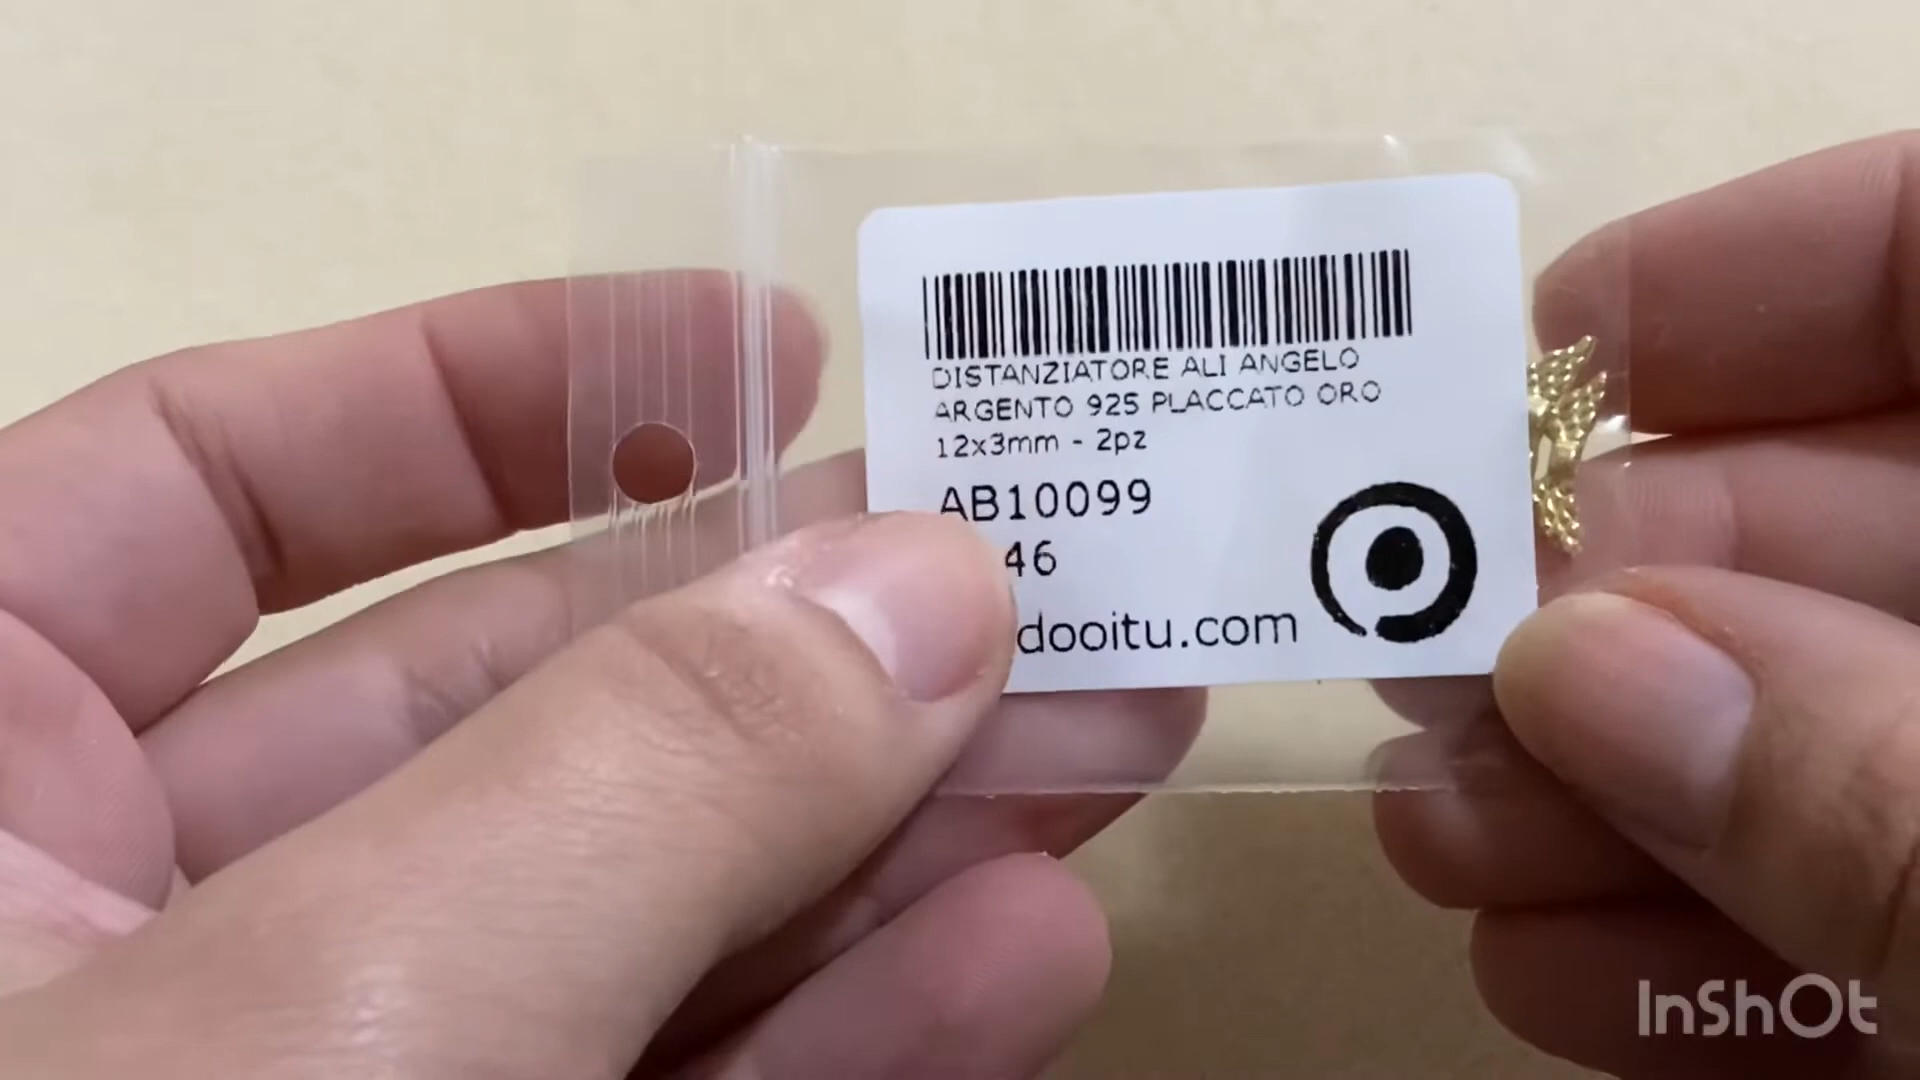 DISTANZIATORE ALI ANGELO
ARGENTO 925 PLACCATO ORO
12x3mm - 2pz
AB10099
46
dooitu.com
InShOt